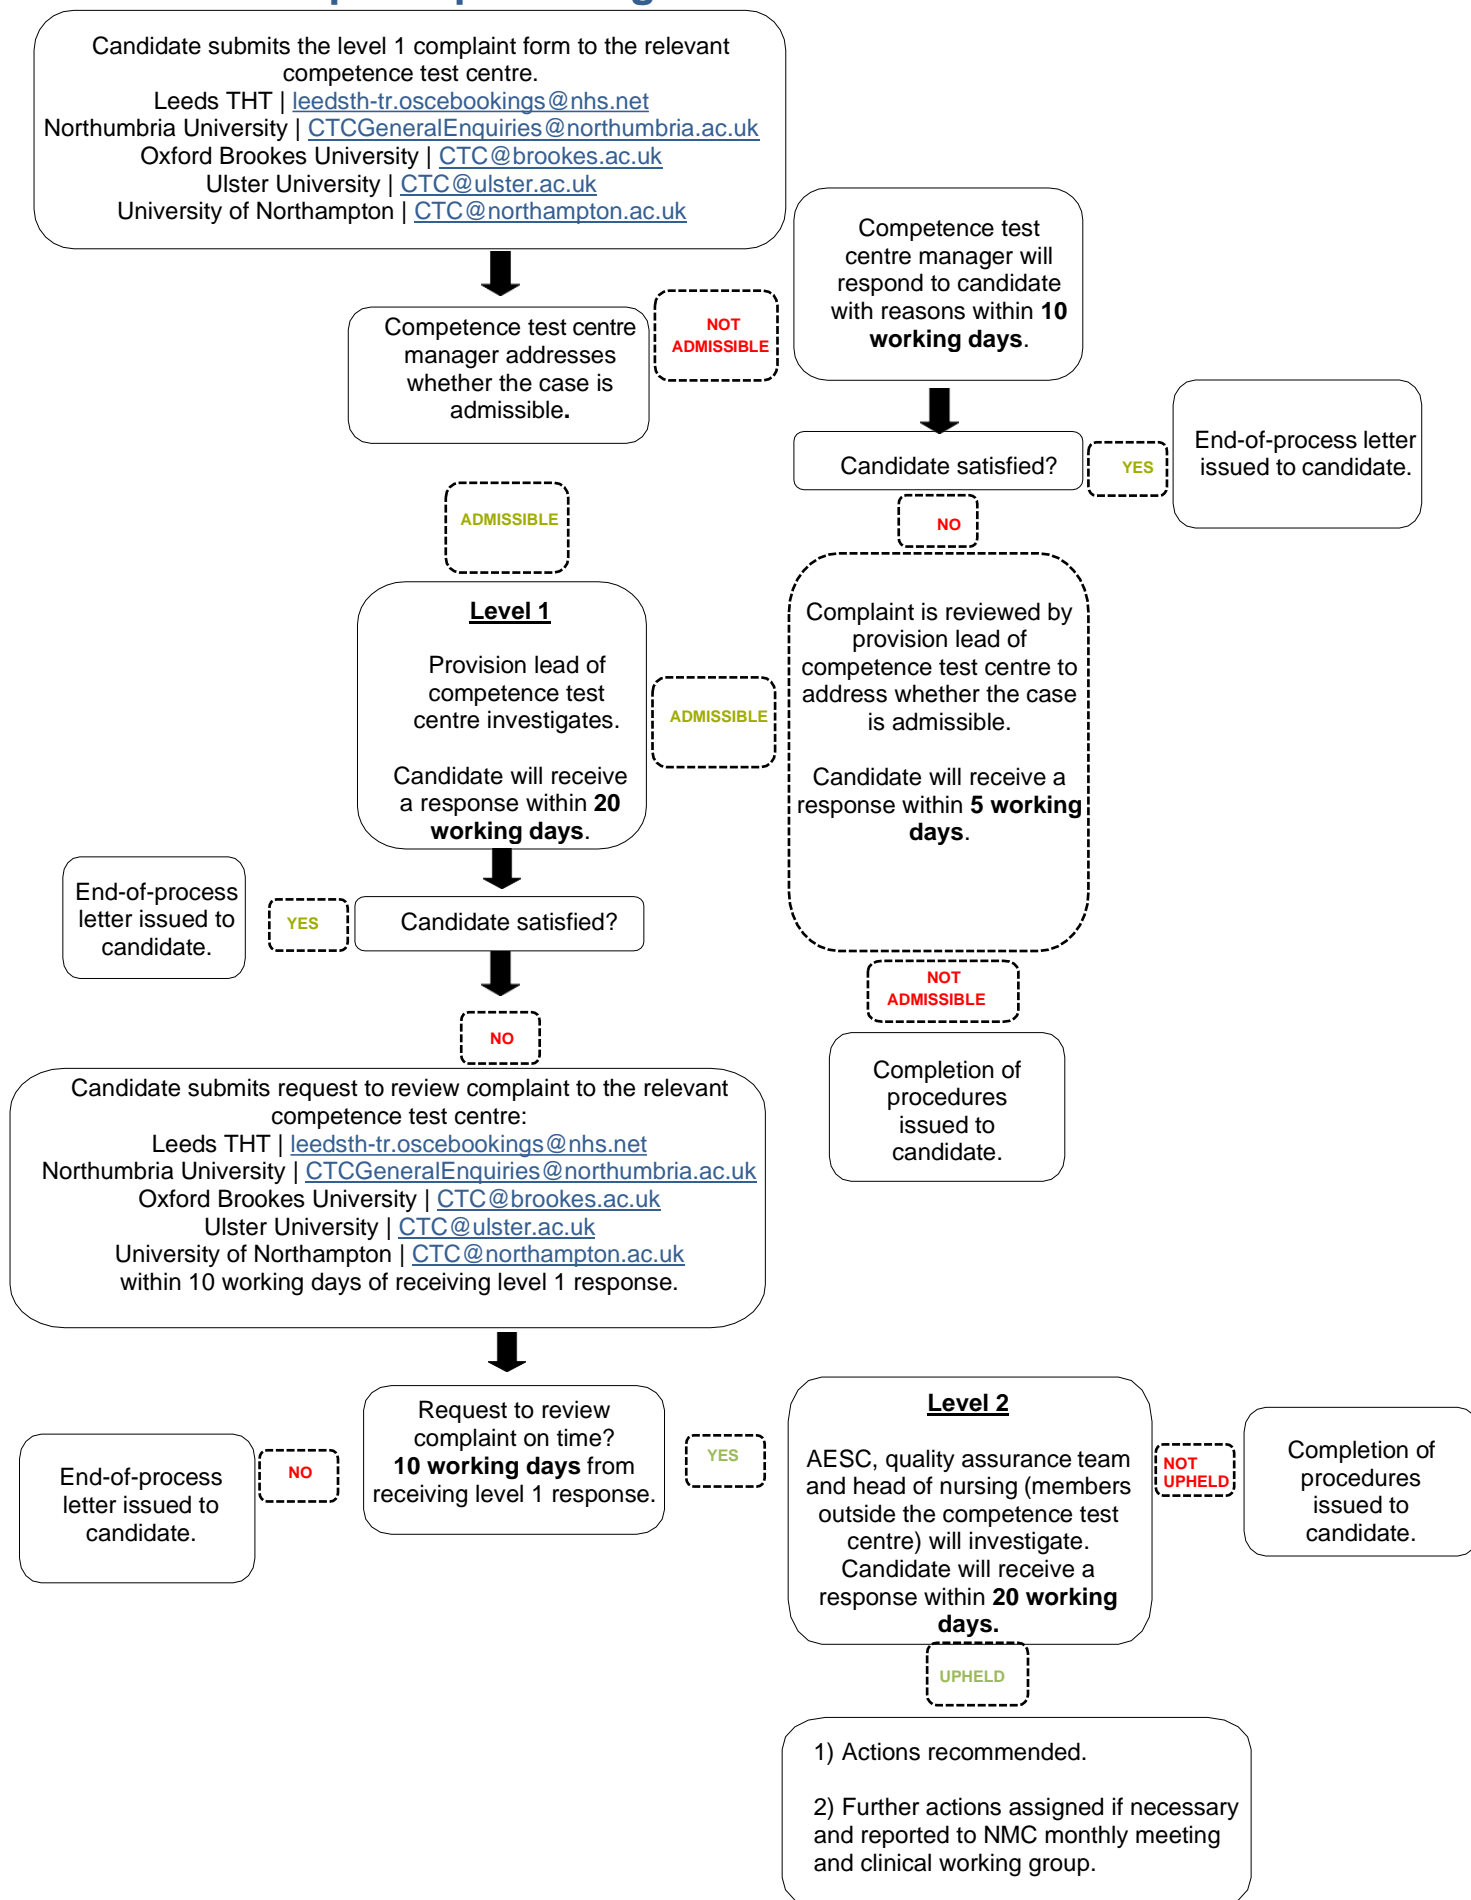 Candidate submits the level 1 complaint form to the relevant
competence test centre.
Leeds THT | leedsth-tr.oscebookings@nhs.net
Northumbria University | CTCGeneralEnquiries@northumbria.ac.uk
Oxford Brookes University | CTC@brookes.ac.uk
Ulster University | CTC@ulster.ac.uk
University of Northampton | CTC@northampton.ac.uk
Competence test centre
manager addresses
whether the case is
admissible.
NOT
ADMISSIBLE
Competence test
centre manager will
respond to candidate
with reasons within 10
working days.
Candidate satisfied?
YES
End-of-process letter
issued to candidate.
NO
ADMISSIBLE
Level 1
Provision lead of
competence test
centre investigates.
Candidate will receive
a response within 20
working days.
ADMISSIBLE
Complaint is reviewed by
provision lead of
competence test centre to
address whether the case
is admissible.
Candidate will receive a
response within 5 working
days.
NOT
ADMISSIBLE
Completion of
procedures
issued to
candidate.
End-of-process
letter issued to
candidate.
YES
Candidate satisfied?
NO
Candidate submits request to review complaint to the relevant
competence test centre:
Leeds THT | leedsth-tr.oscebookings@nhs.net
Northumbria University | CTCGeneralEnquiries@northumbria.ac.uk
Oxford Brookes University | CTC@brookes.ac.uk
Ulster University | CTC@ulster.ac.uk
University of Northampton | CTC@northampton.ac.uk
within 10 working days of receiving level 1 response.
End-of-process
letter issued to
candidate.
NO
Request to review
complaint on time?
10 working days from
receiving level 1 response.
YES
Level 2
AESC, quality assurance team
and head of nursing (members
outside the competence test
centre) will investigate.
Candidate will receive a
response within 20 working
days.
NOT
UPHELD
Completion of
procedures
issued to
candidate.
UPHELD
1) Actions recommended.
2) Further actions assigned if necessary
and reported to NMC monthly meeting
and clinical working group.